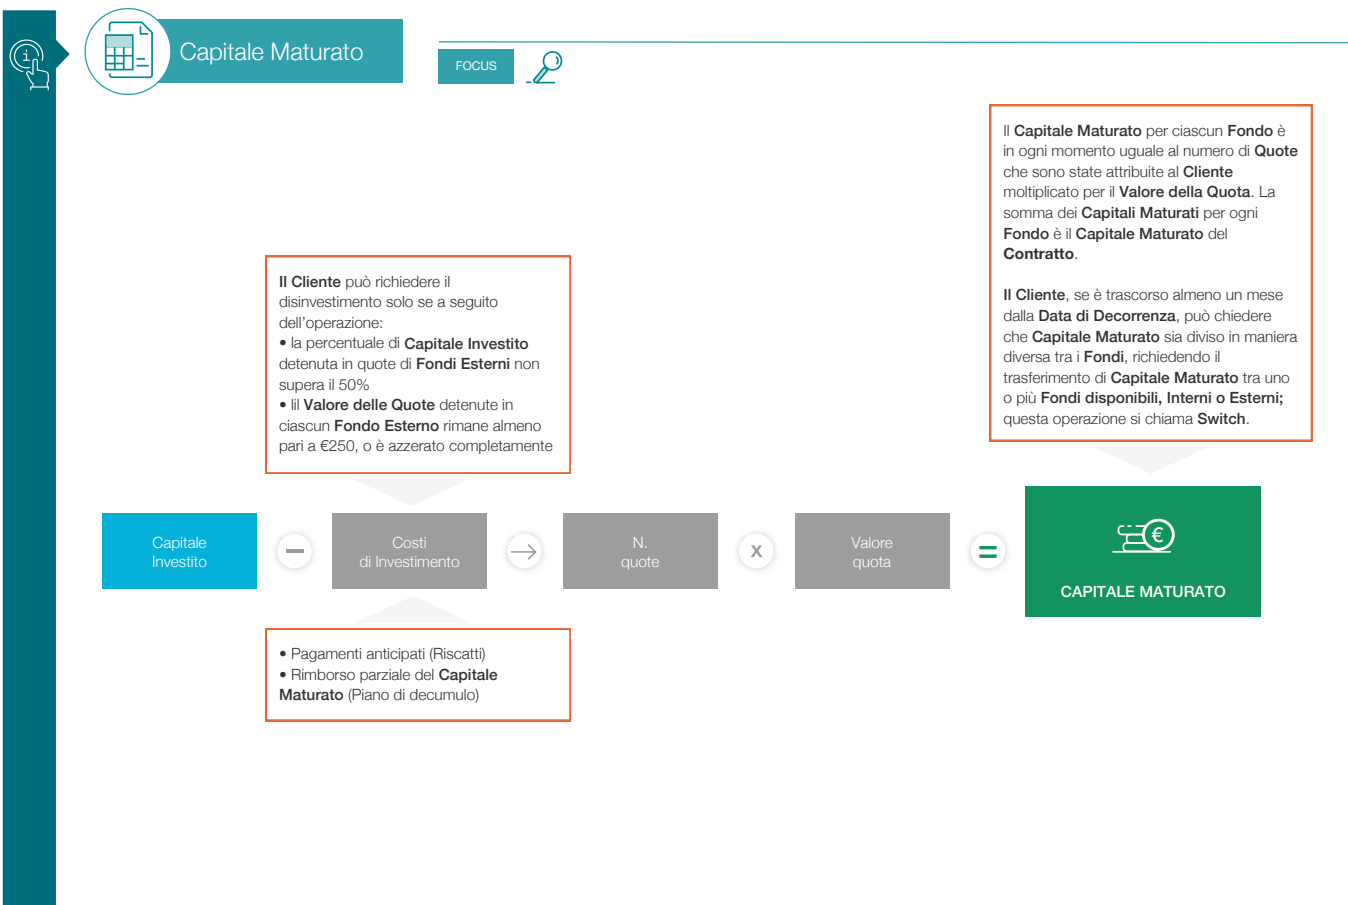 Capitale Maturato
FOCUS
Il Capitale Maturato per ciascun Fondo è
in ogni momento uguale al numero di Quote
che sono state attribuite al Cliente
moltiplicato per il Valore della Quota. La
somma dei Capitali Maturati per ogni
Fondo è il Capitale Maturato del
Contratto.
Il Cliente, se è trascorso almeno un mese
dalla Data di Decorrenza, può chiedere
che Capitale Maturato sia diviso in maniera
diversa tra i Fondi, richiedendo il
trasferimento di Capitale Maturato tra uno
o più Fondi disponibili, Interni o Esterni;
questa operazione si chiama Switch.
Il Cliente può richiedere il
disinvestimento solo se a seguito
dell'operazione:
• la percentuale di Capitale Investito
detenuta in quote di Fondi Esterni non
supera il 50%
• lil Valore delle Quote detenute in
ciascun Fondo Esterno rimane almeno
pari a €250, o è azzerato completamente
Capitale
Investito
–
Costi
di Investimento
→
N.
quote
x
Valore
quota
=
€
CAPITALE MATURATO
• Pagamenti anticipati (Riscatti)
• Rimborso parziale del Capitale
Maturato (Piano di decumulo)